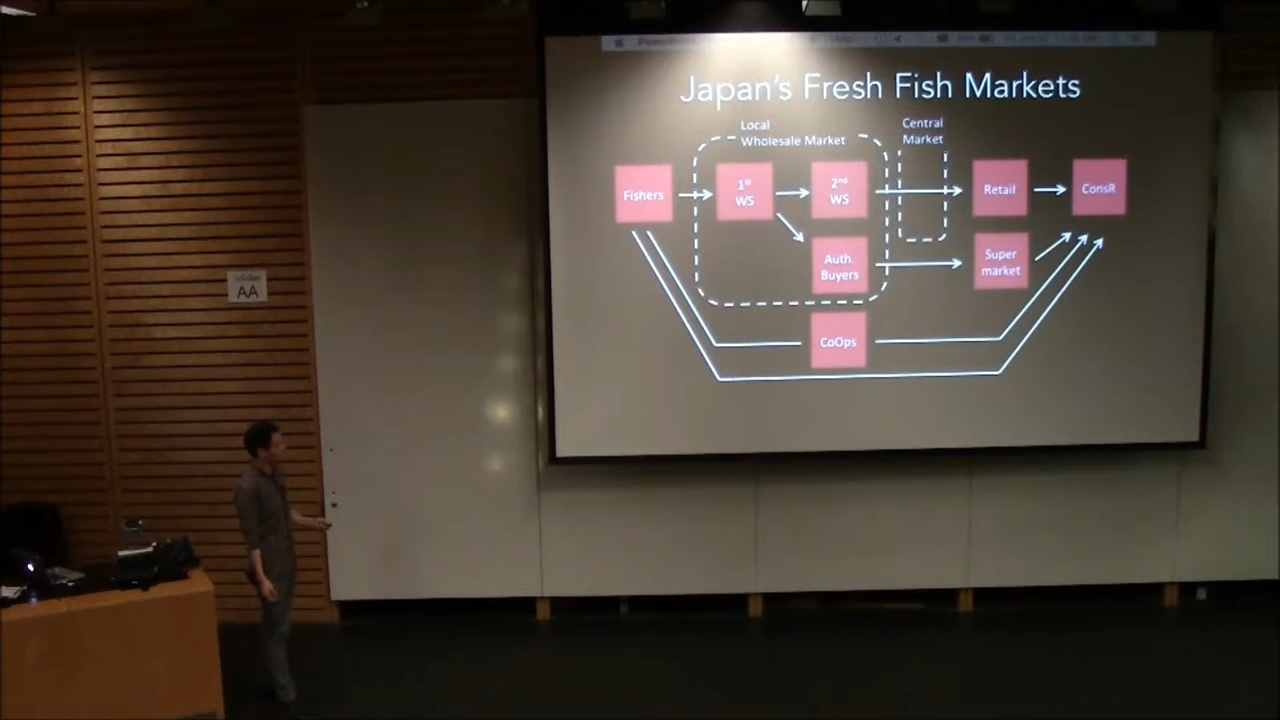 Japan's Fresh Fish Markets
Local
Wholesale Market
Central
Market
Fishers
1st
WS
2nd
WS
Retail
ConsR
Auth.
Buyers
Super
market
CoOps
AA